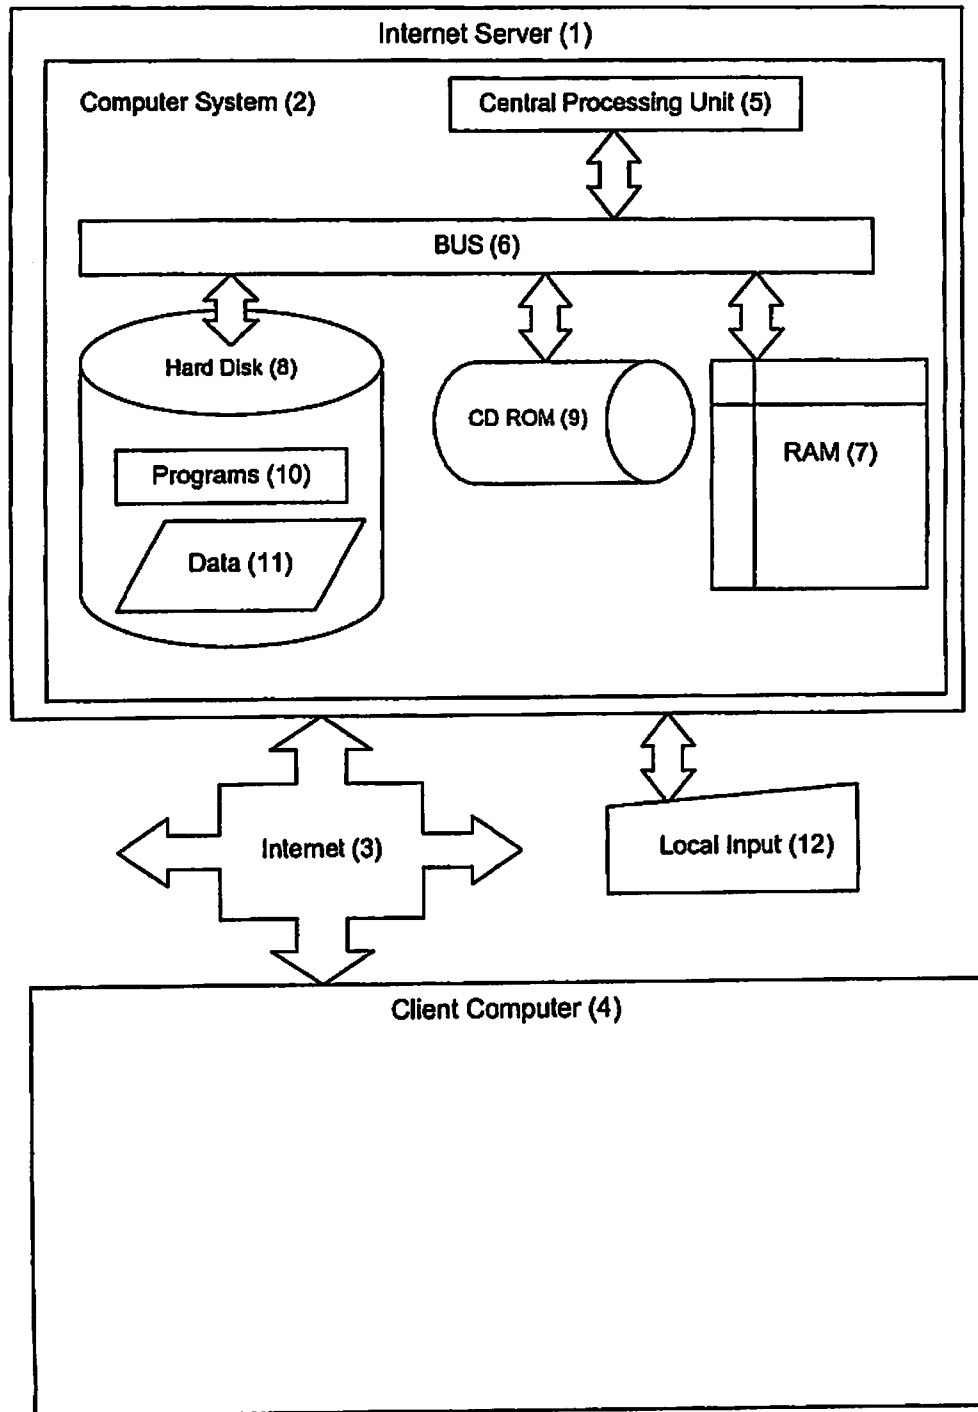 Internet Server (1)
Computer System (2)
Central Processing Unit (5)
BUS (6)
Hard Disk (8)
CD ROM (9)
RAM (7)
Programs (10)
Data (11)
Internet (3)
Local Input (12)
Client Computer (4)